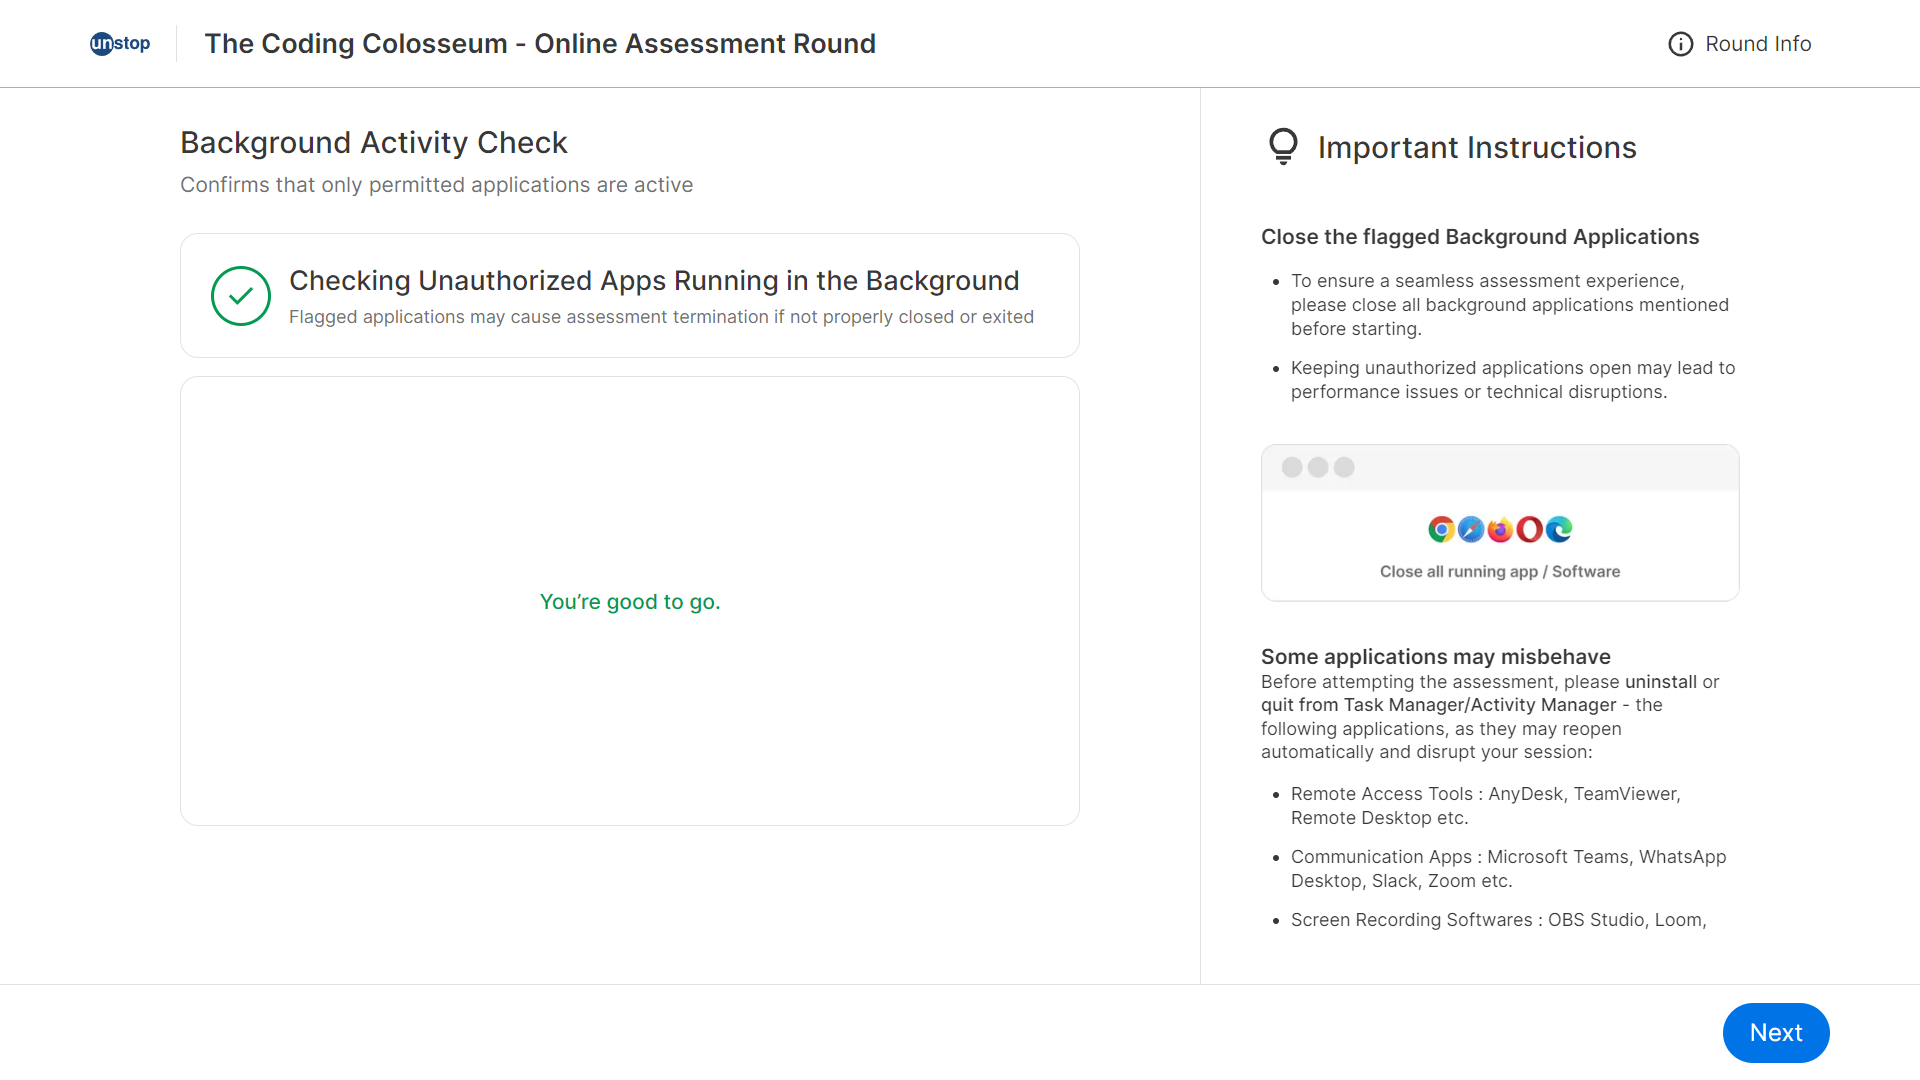 unstop
The Coding Colosseum - Online Assessment Round
Round Info
Background Activity Check
Confirms that only permitted applications are active
Checking Unauthorized Apps Running in the Background
Flagged applications may cause assessment termination if not properly closed or exited
You’re good to go.
Important Instructions
Close the flagged Background Applications
• To ensure a seamless assessment experience,
please close all background applications mentioned
before starting.
• Keeping unauthorized applications open may lead to
performance issues or technical disruptions.
Close all running app / Software
Some applications may misbehave
Before attempting the assessment, please uninstall or
quit from Task Manager/Activity Manager - the
following applications, as they may reopen
automatically and disrupt your session:
• Remote Access Tools : AnyDesk, TeamViewer,
Remote Desktop etc.
• Communication Apps : Microsoft Teams, WhatsApp
Desktop, Slack, Zoom etc.
• Screen Recording Softwares : OBS Studio, Loom,
Next